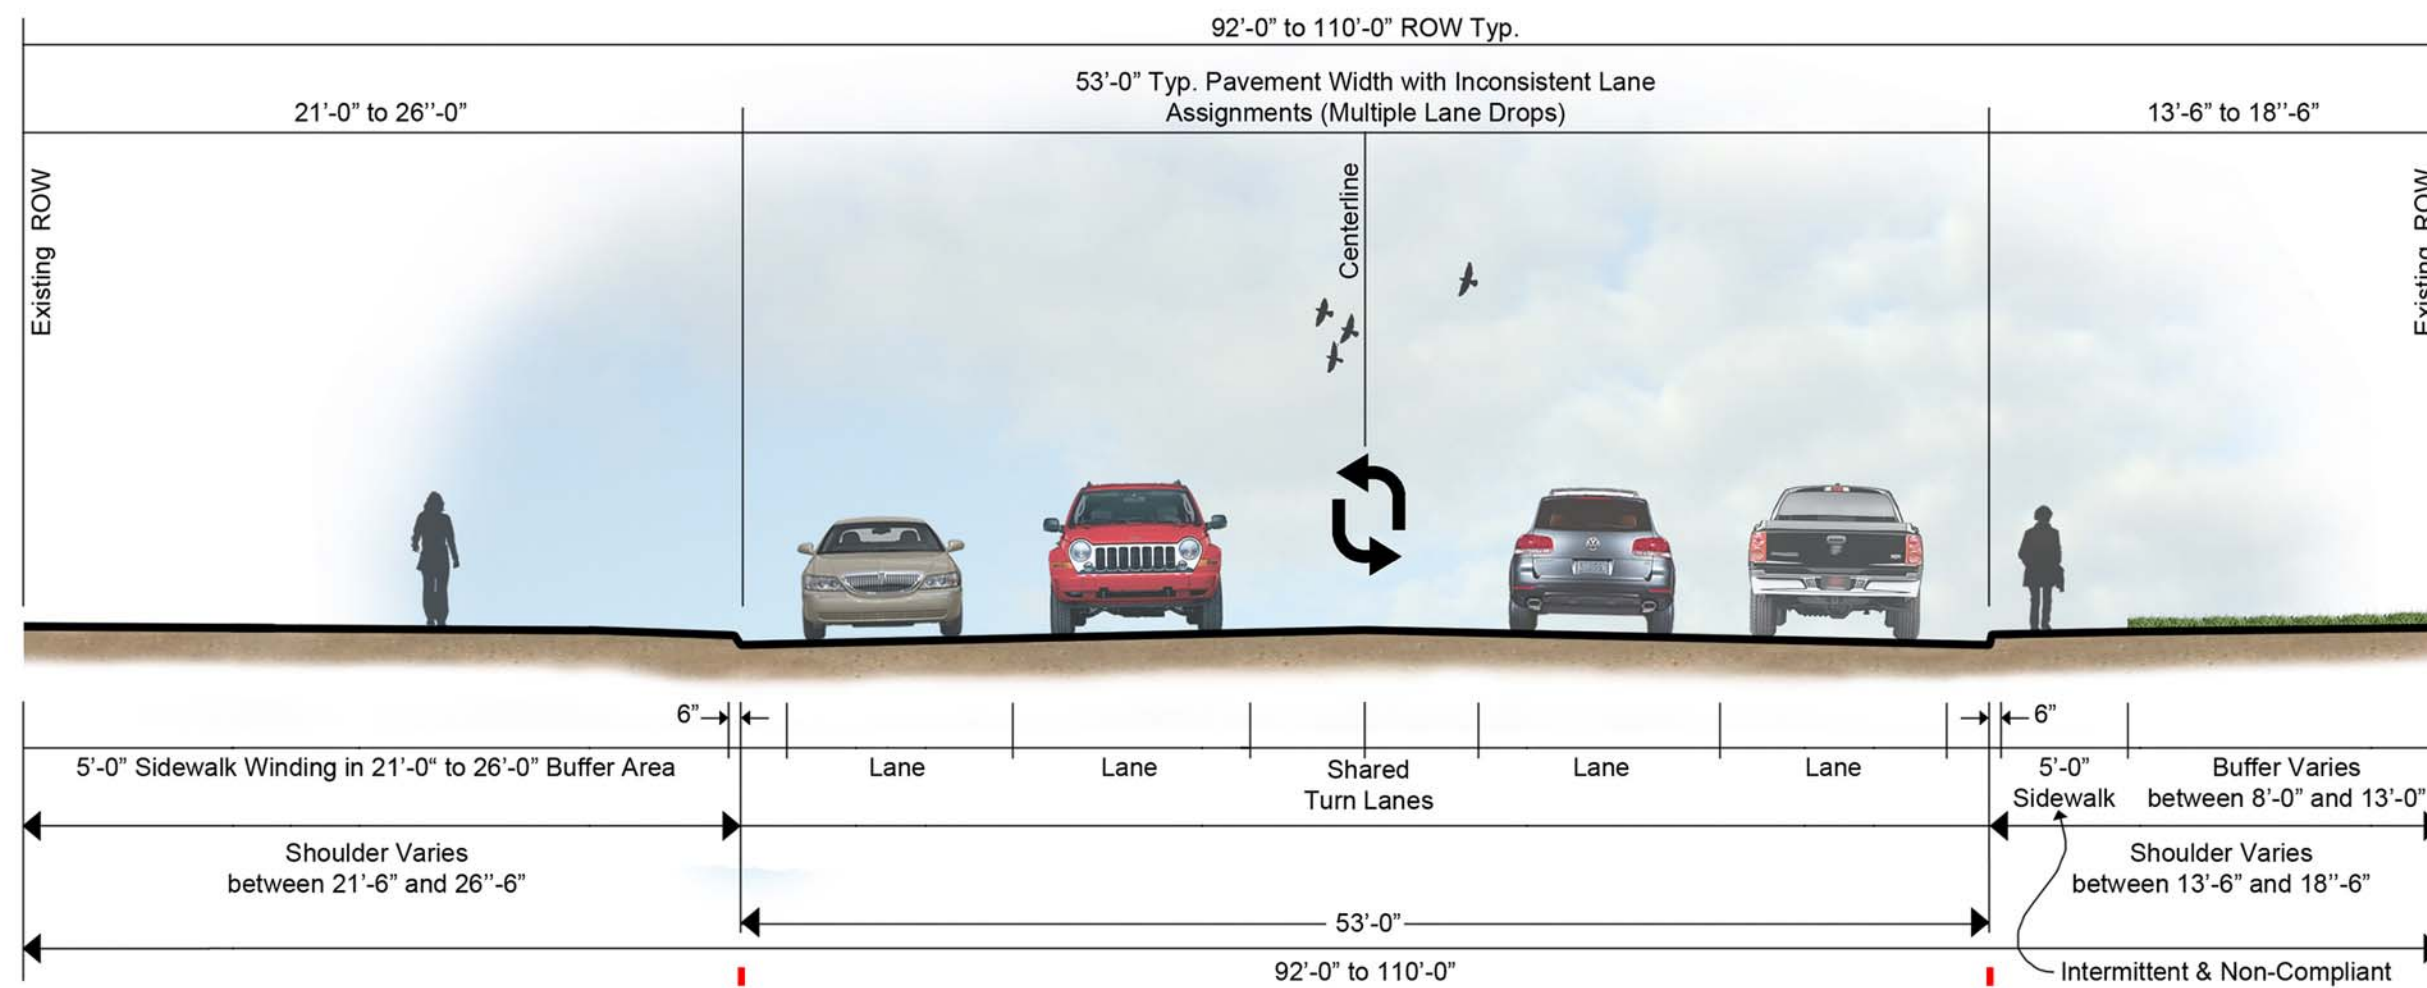 92’-0” to 110’-0” ROW Typ.
53’-0” Typ. Pavement Width with Inconsistent Lane
Assignments (Multiple Lane Drops)
21’-0” to 26’’-0”
13’-6” to 18’’-6”
Existing ROW
Centerline
Existing ROW
6”
6”
5’-0” Sidewalk Winding in 21’-0“ to 26’-0” Buffer Area
Lane
Lane
Shared
Turn Lanes
Lane
Lane
5’-0”
Sidewalk
Buffer Varies
between 8’-0” and 13’-0”
Shoulder Varies
between 21’-6” and 26’’-6”
Shoulder Varies
between 13’-6” and 18’’-6”
53’-0”
92’-0” to 110’-0”
Intermittent & Non-Compliant